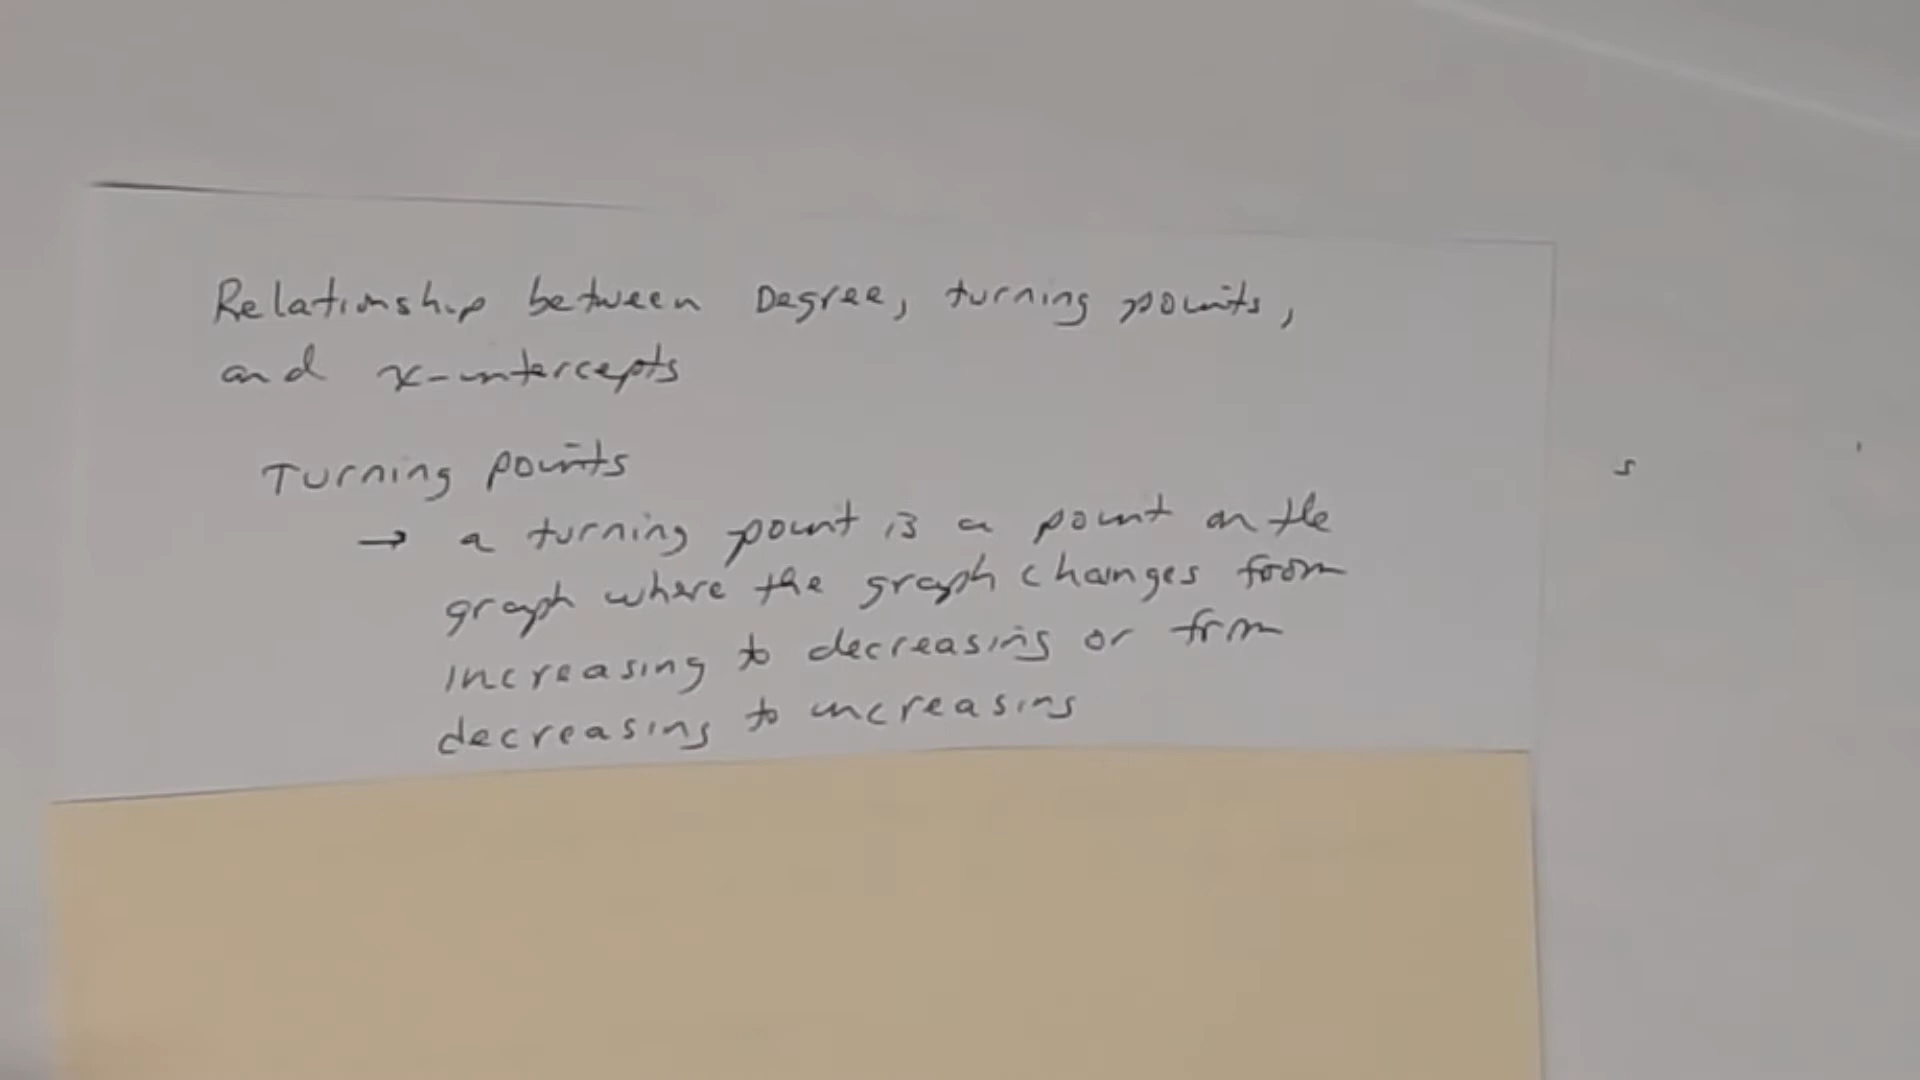 Relationship between Degree, turning points,
and x-intercepts
Turning points
→ a turning point is a point on the
graph where the graph changes from
increasing to decreasing or from
decreasing to increasing
s